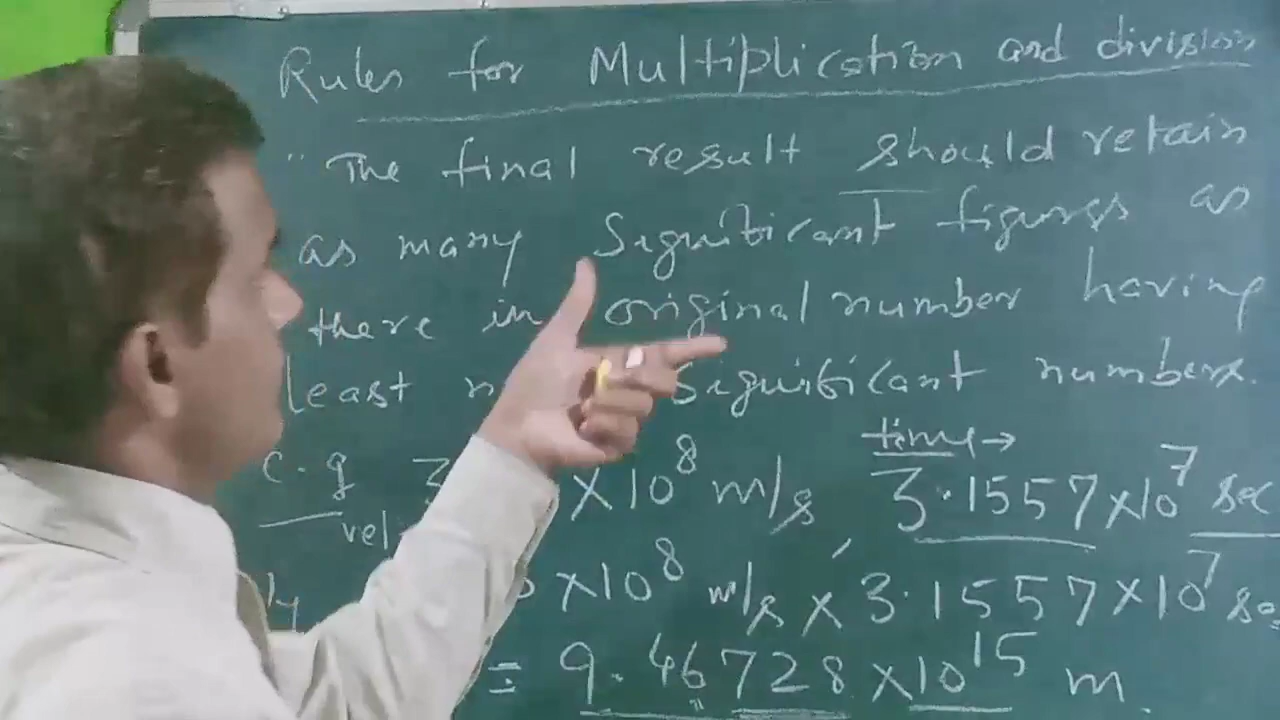 Rules for Multiplication and division
"The final result should retain
as many Significant figures as
there in original number having
least Significant numbers.
time →
e.g 3 ×10⁸ m/s 3.1557×10⁷ sec
vel
ly ×10⁸ m/s × 3.1557×10⁷ se
= 9.46728×10¹⁵ m